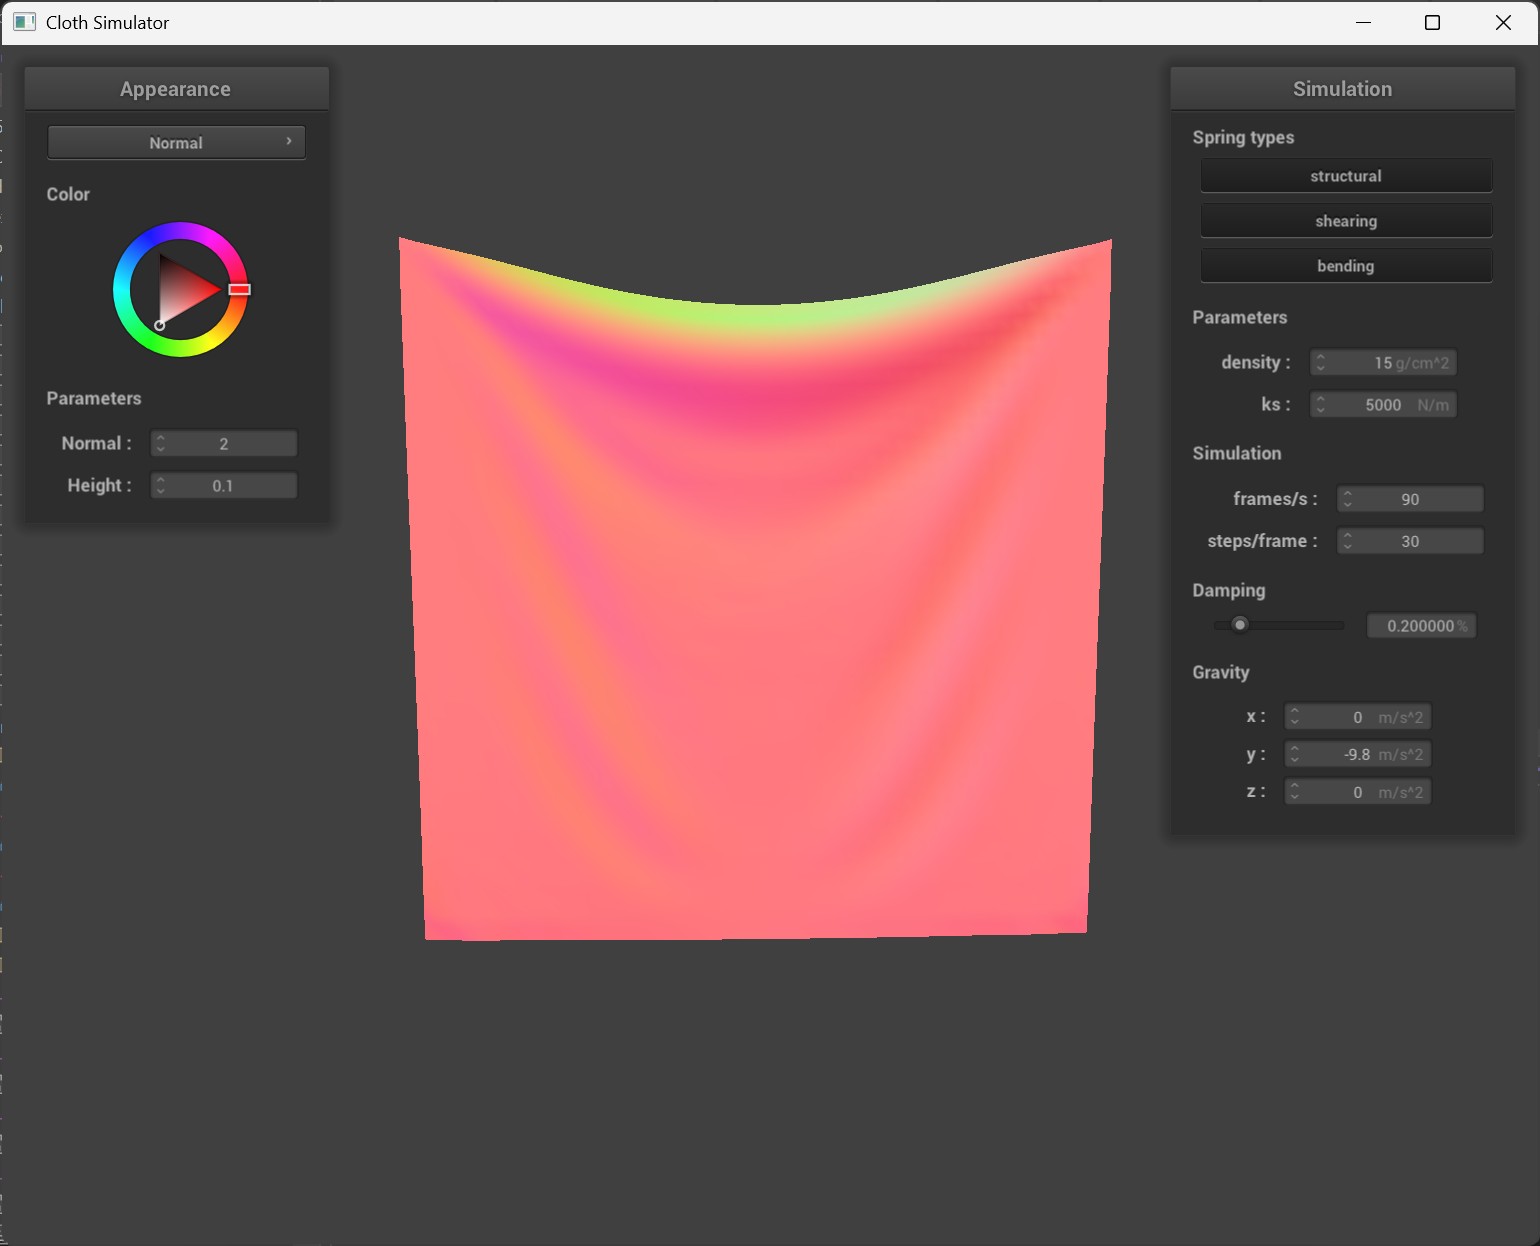 Cloth Simulator
Appearance
Normal
Color
Parameters
Normal : 2
Height : 0.1
Simulation
Spring types
structural
shearing
bending
Parameters
density : 15 g/cm^2
ks : 5000 N/m
Simulation
frames/s : 90
steps/frame : 30
Damping
0.200000 %
Gravity
x : 0 m/s^2
y : -9.8 m/s^2
z : 0 m/s^2